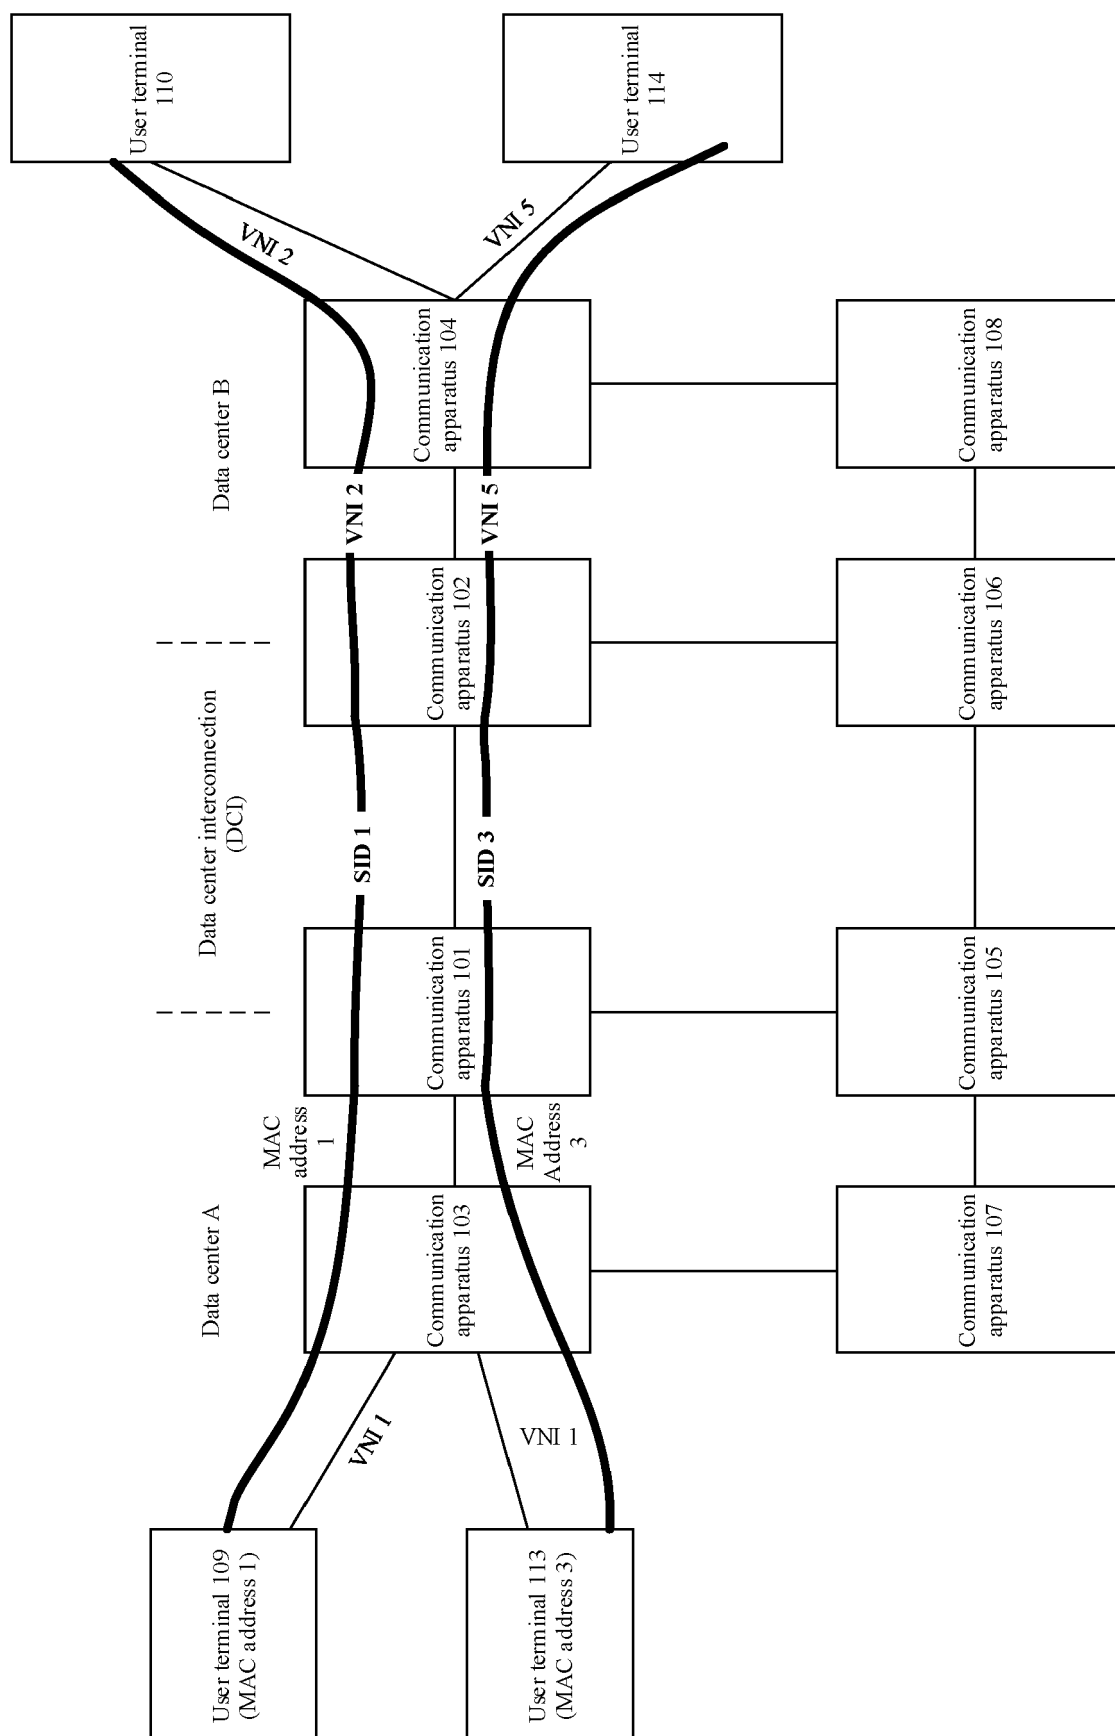 Data center A
Data center interconnection
(DCI)
Data center B
User terminal 109
(MAC address 1)
VNI 1
MAC
address
1
SID 1
VNI 2
VNI 2
User terminal
110
Communication
apparatus 103
Communication
apparatus 101
Communication
apparatus 102
Communication
apparatus 104
User terminal 113
(MAC address 3)
VNI 1
MAC
Address
3
SID 3
VNI 5
VNI 5
User terminal
114
Communication
apparatus 107
Communication
apparatus 105
Communication
apparatus 106
Communication
apparatus 108